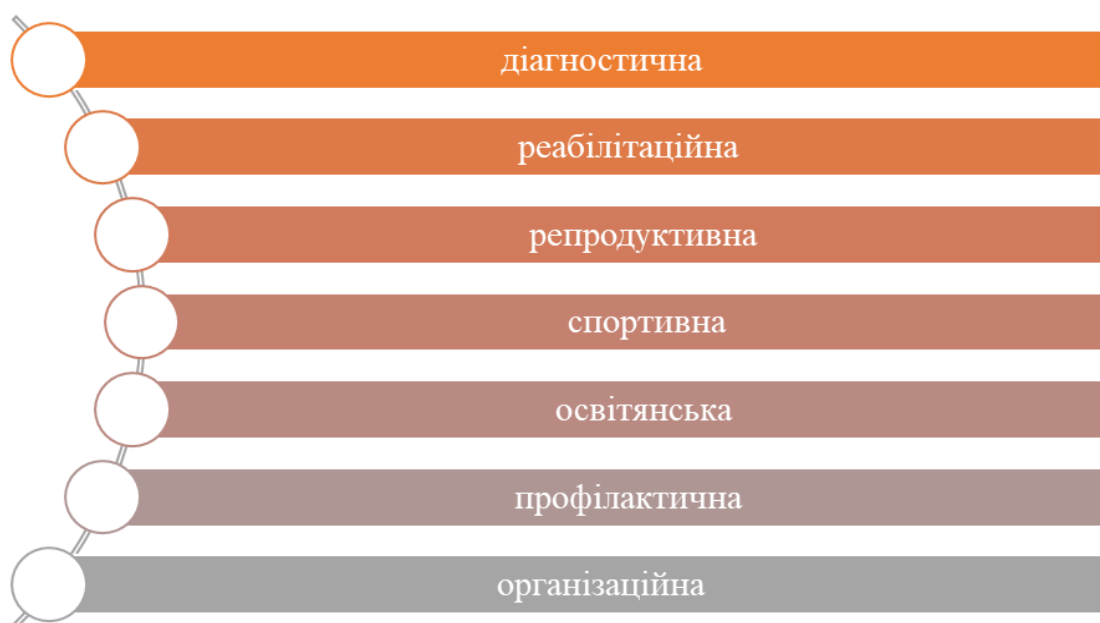 діагностична
реабілітаційна
репродуктивна
спортивна
освітянська
профілактична
організаційна